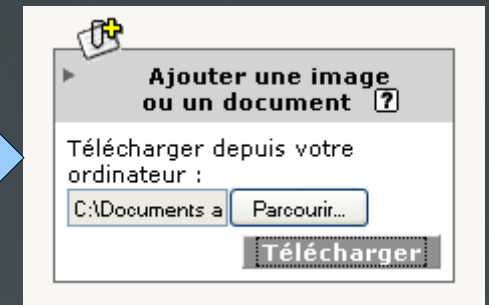 Ajouter une image
ou un document ?
Télécharger depuis votre
ordinateur :
C:\Documents a Parcourir...
Télécharger